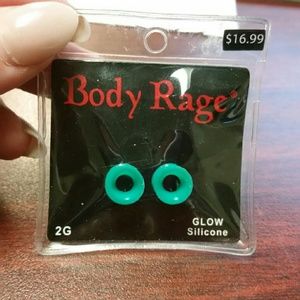 $16.99
Body Rage
2G
GLOW
Silicone